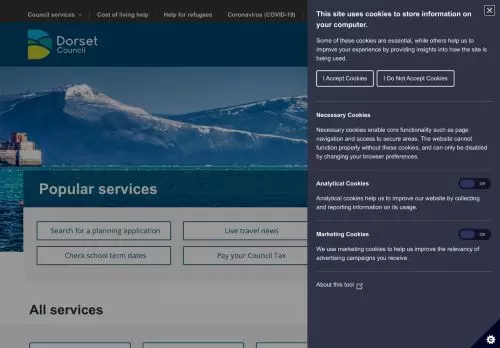 Council services
Cost of living help
Help for refugees
Coronavirus (COVID-19)
Dorset
Council
Popular services
Search for a planning application
Live travel news
Check school term dates
Pay your Council Tax
All services
This site uses cookies to store information on
your computer.
Some of these cookies are essential, while others help us to
improve your experience by providing insights into how the site is
being used.
I Accept Cookies
I Do Not Accept Cookies
Necessary Cookies
Necessary cookies enable core functionality such as page
navigation and access to secure areas. The website cannot
function properly without these cookies, and can only be disabled
by changing your browser preferences.
Analytical Cookies
Off
Analytical cookies help us to improve our website by collecting
and reporting information on its usage.
Marketing Cookies
Off
We use marketing cookies to help us improve the relevancy of
advertising campaigns you receive.
About this tool